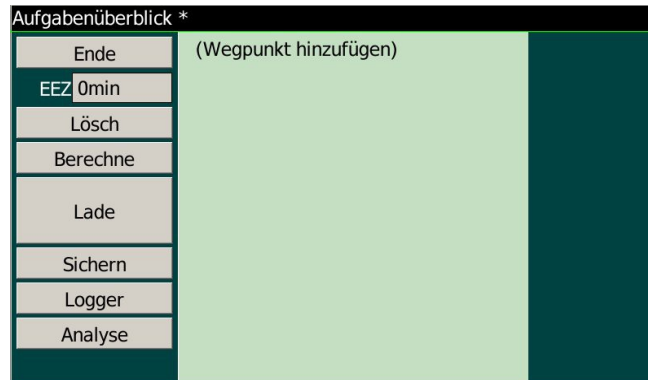 Aufgabenüberblick *
Ende
(Wegpunkt hinzufügen)
EEZ 0min
Lösch
Berechne
Lade
Sichern
Logger
Analyse